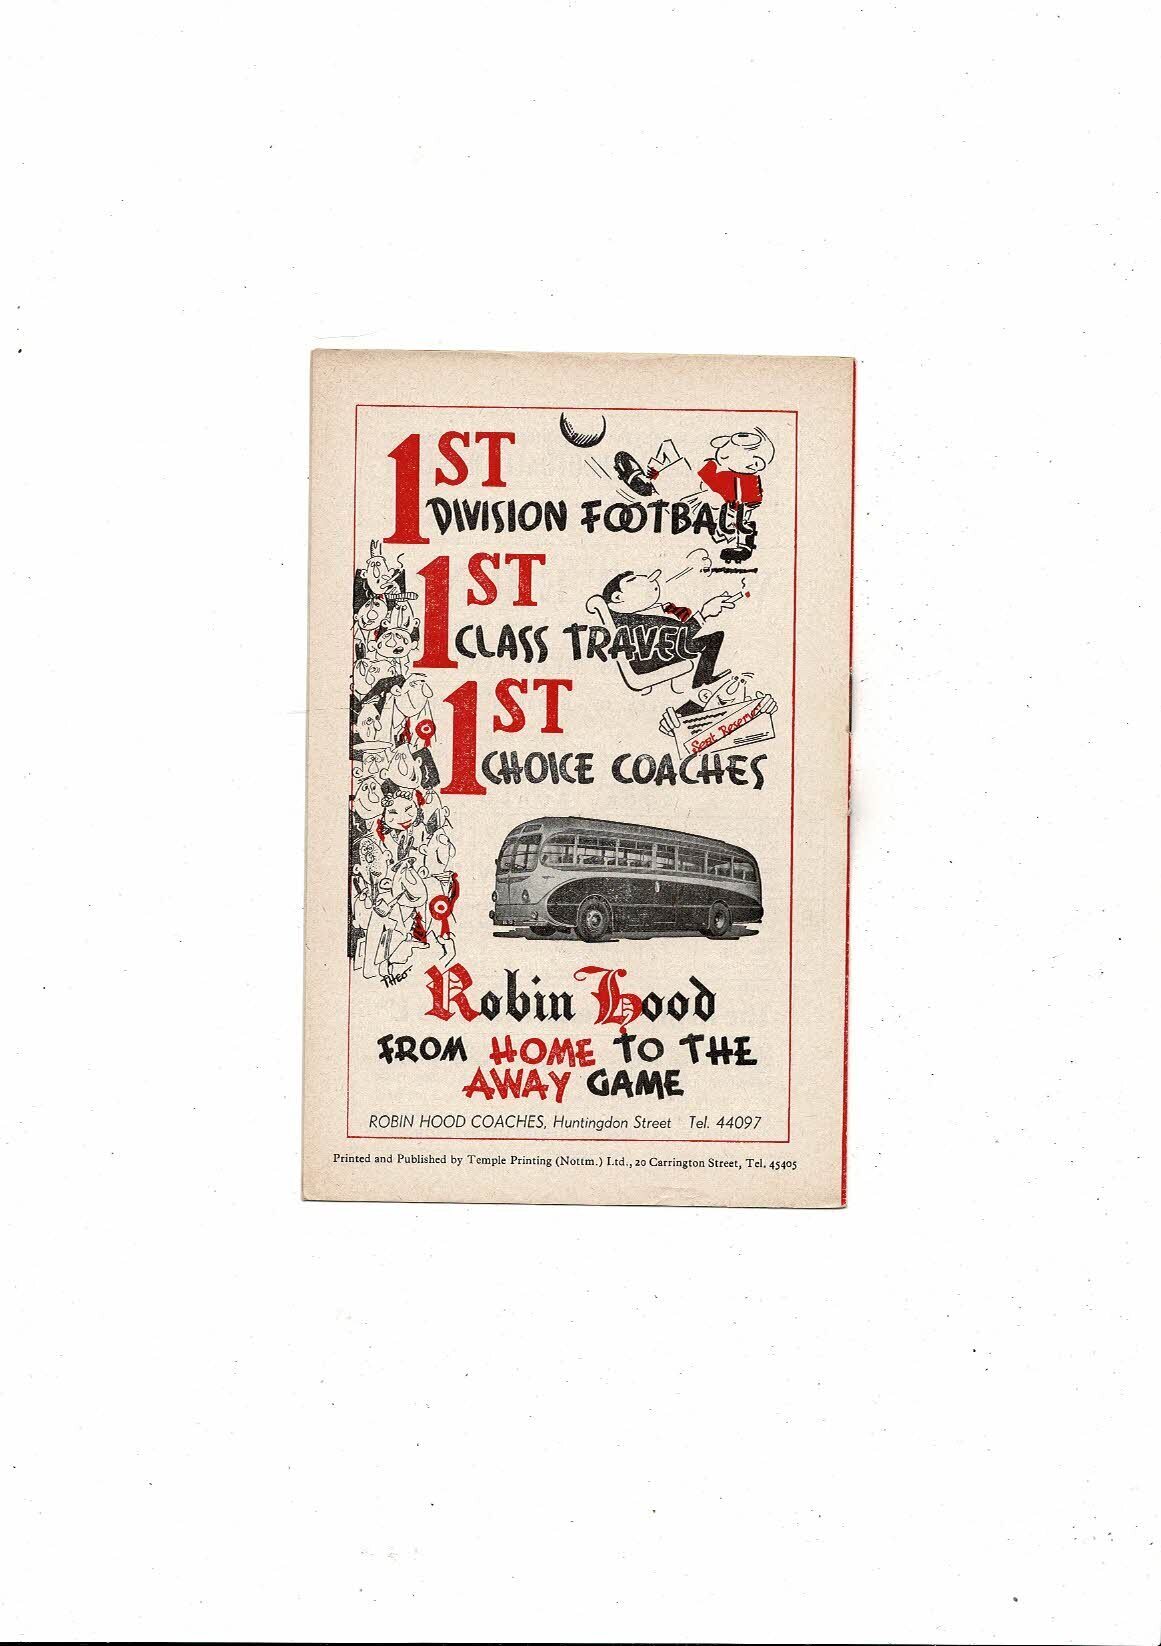 1ST
DIVISION FOOTBALL
1ST
CLASS TRAVEL
1ST
Seat Reserved
CHOICE COACHES
THEO-
Robin Hood
FROM HOME TO THE
AWAY GAME
ROBIN HOOD COACHES, Huntingdon Street Tel. 44097
Printed and Published by Temple Printing (Nottm.) Ltd., 20 Carrington Street, Tel. 45405